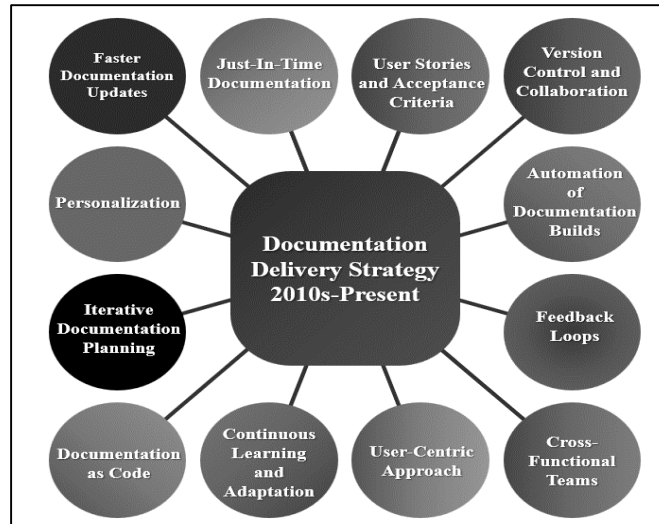 Faster
Documentation
Updates
Just-In-Time
Documentation
User Stories
and Acceptance
Criteria
Version
Control and
Collaboration
Personalization
Automation
of
Documentation
Builds
Documentation
Delivery Strategy
2010s-Present
Iterative
Documentation
Planning
Feedback
Loops
Documentation
as Code
Continuous
Learning
and
Adaptation
User-Centric
Approach
Cross-
Functional
Teams